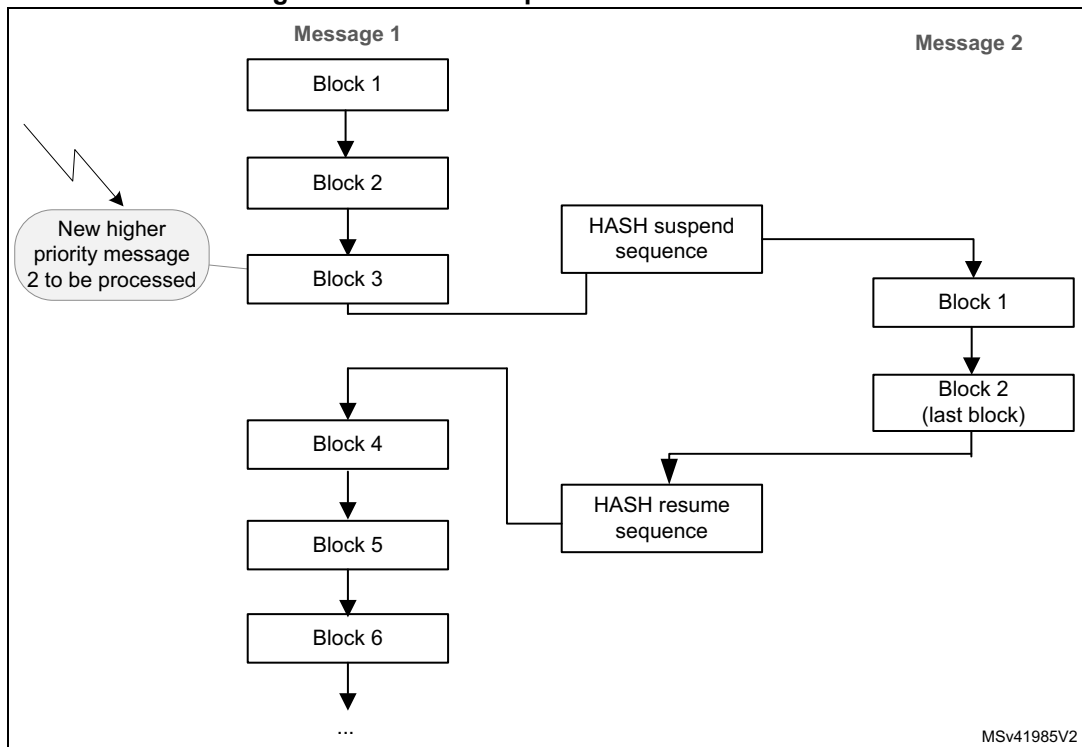 Message 1
Message 2
Block 1
Block 2
New higher
priority message
2 to be processed
Block 3
HASH suspend
sequence
Block 1
Block 2
(last block)
Block 4
HASH resume
sequence
Block 5
Block 6
...
MSv41985V2